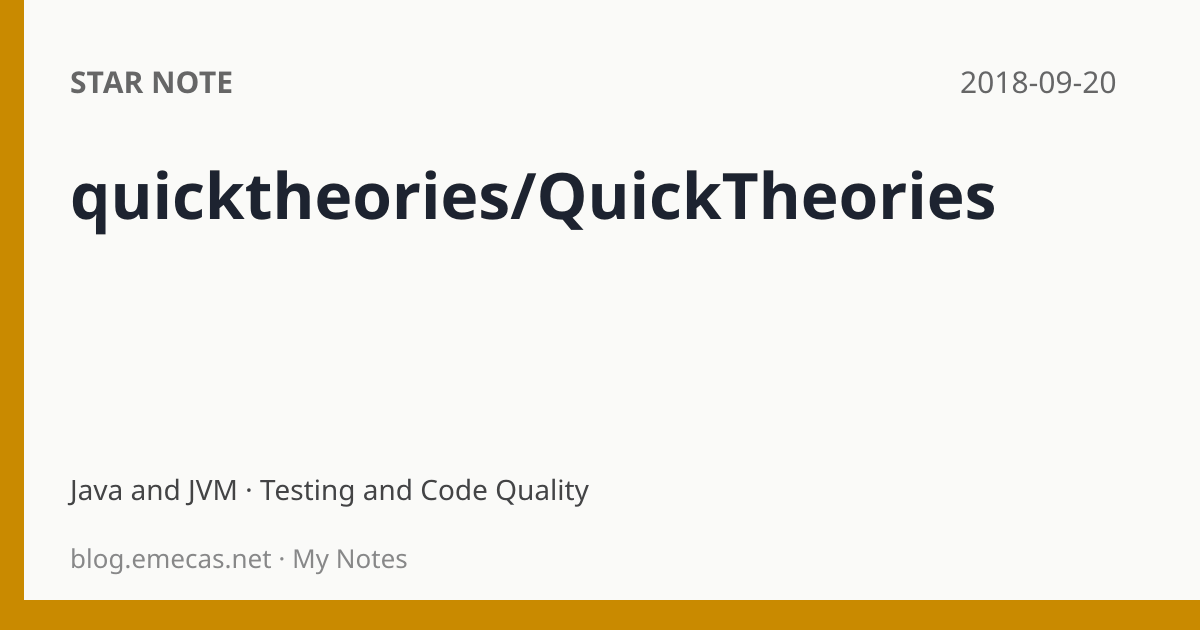 STAR NOTE 2018-09-20
quicktheories/QuickTheories
Java and JVM · Testing and Code Quality
blog.emecas.net · My Notes